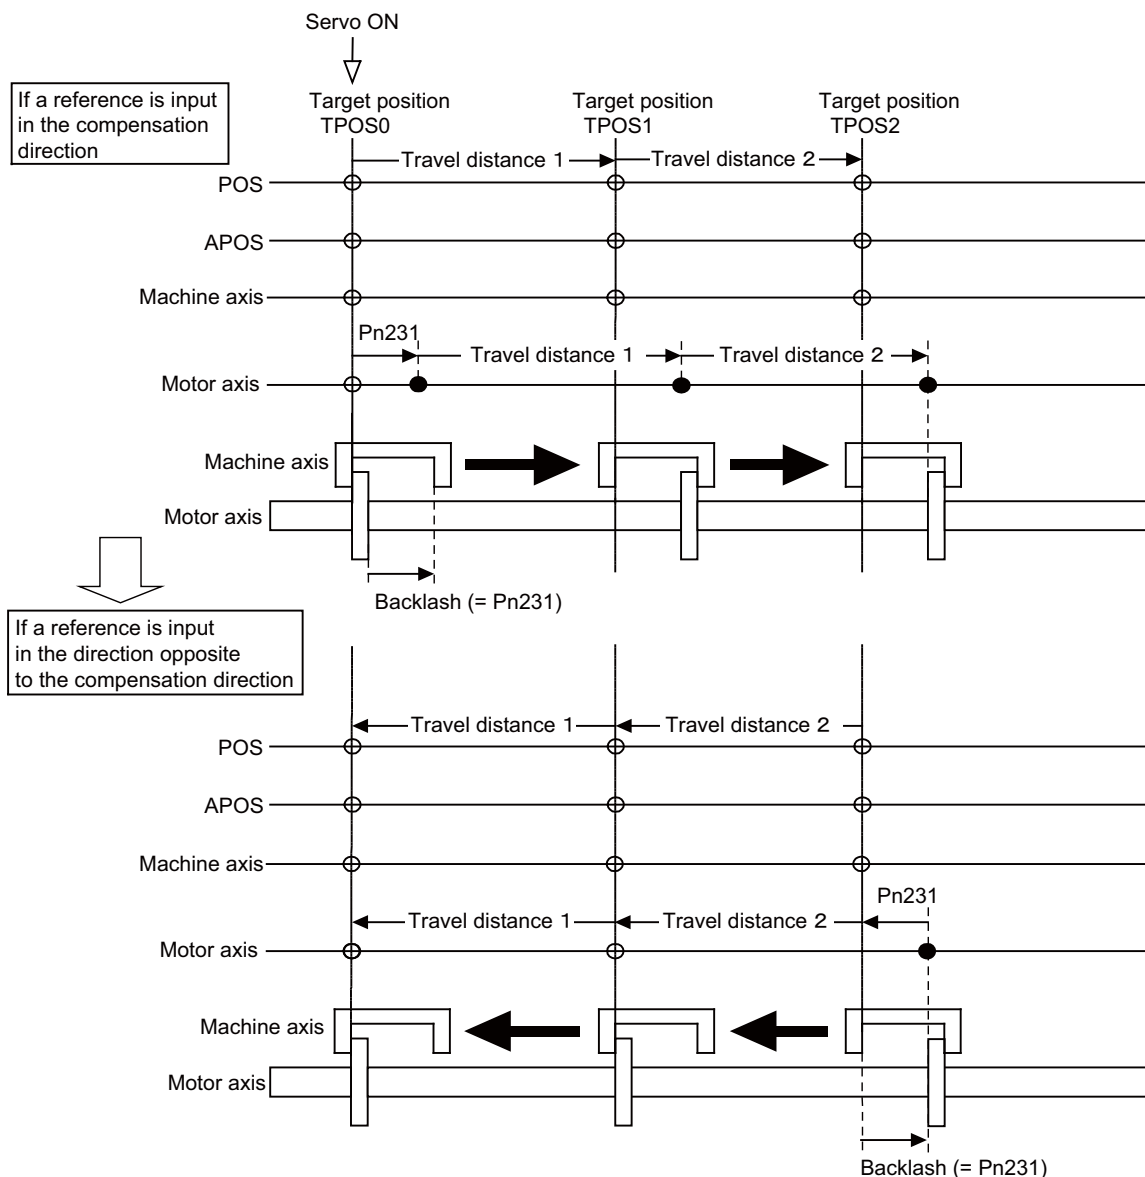 Servo ON
If a reference is input
in the compensation
direction
Target position
TPOS0
Target position
TPOS1
Target position
TPOS2
Travel distance 1
Travel distance 2
POS
APOS
Machine axis
Pn231
Travel distance 1
Travel distance 2
Motor axis
Machine axis
Motor axis
Backlash (= Pn231)
If a reference is input
in the direction opposite
to the compensation direction
Travel distance 1
Travel distance 2
POS
APOS
Machine axis
Pn231
Travel distance 1
Travel distance 2
Motor axis
Machine axis
Motor axis
Backlash (= Pn231)